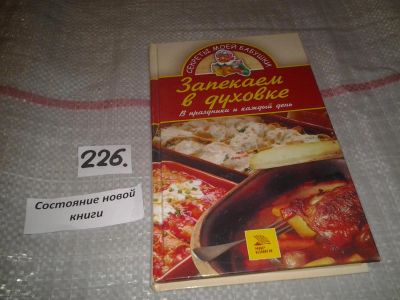 СЕКРЕТЫ МОЕЙ БАБУШКИ
Запекаем
в духовке
В праздники и каждый день
226.
Состояние новой
книги